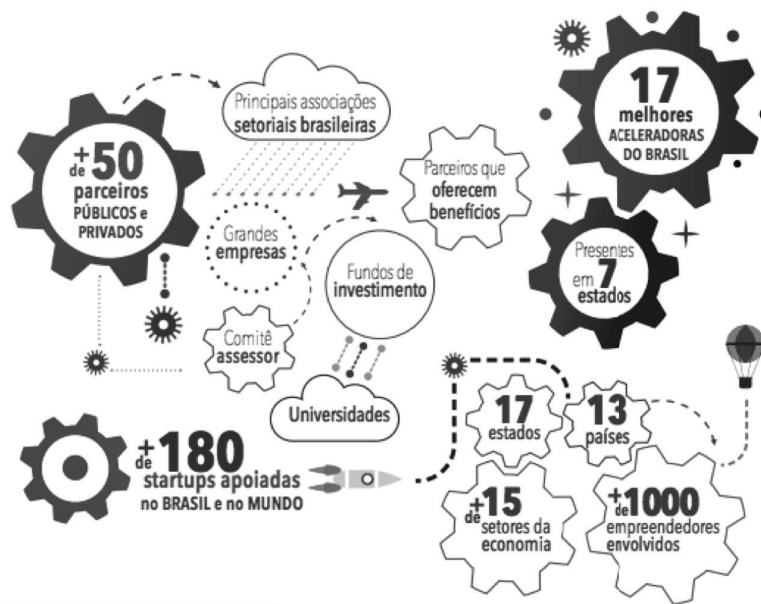 + de 50
parceiros
PÚBLICOS e
PRIVADOS
Principais associações
setoriais brasileiras
Grandes
empresas
Comitê
assessor
Parceiros que
oferecem
benefícios
Fundos de
investimento
Universidades
17
melhores
ACELERADORAS
DO BRASIL
Presentes
em 7
estados
+ de 180
startups apoiadas
no BRASIL e no MUNDO
17
estados
13
países
+ de 15
setores da
economia
+ de 1000
empreendedores
envolvidos